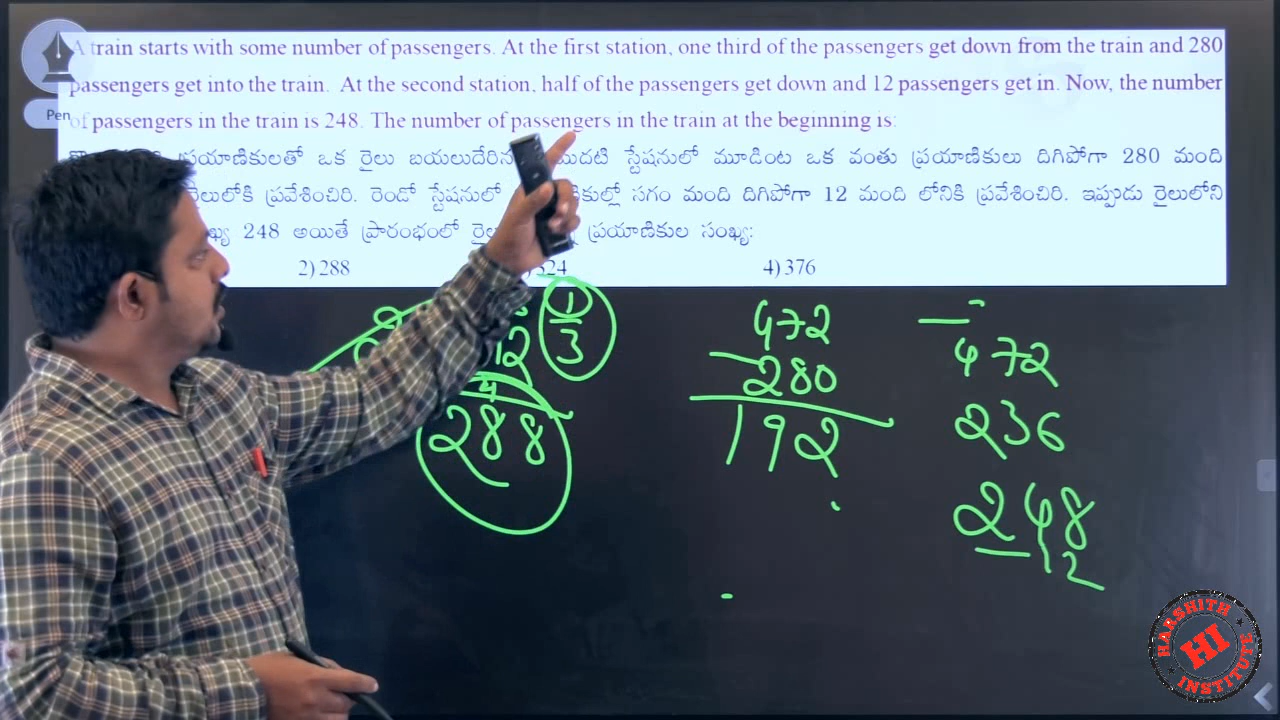 A train starts with some number of passengers. At the first station, one third of the passengers get down from the train and 280
passengers get into the train. At the second station, half of the passengers get down and 12 passengers get in. Now, the number
of passengers in the train is 248. The number of passengers in the train at the beginning is:
Pen
ప్రయాణికులతో ఒక రైలు బయలుదేరిన స్టేషనులో మూడింట ఒక వంతు ప్రయాణికులు దిగిపోగా 280 మంది
ప్రవేశించిరి. రెండో స్టేషనులో సగం మంది దిగిపోగా 12 మంది లోనికి ప్రవేశించిరి. ఇప్పుడు రైలులోని
248 అయితే ప్రారంభంలో ప్రయాణికుల సంఖ్య:
2) 288 324 4) 376
1
3
288
472
280
192
472
236
248
12
HARSHITH
HI
INSTITUTE